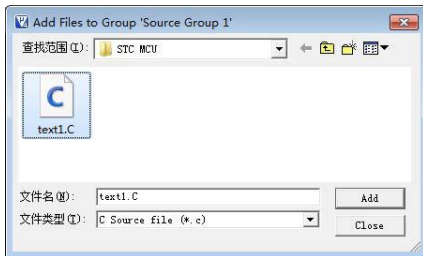 Add Files to Group 'Source Group 1'
查找范围(I): STC MCU
text1.C
文件名(N): text1.C Add
文件类型(T): C Source file (*.c) Close